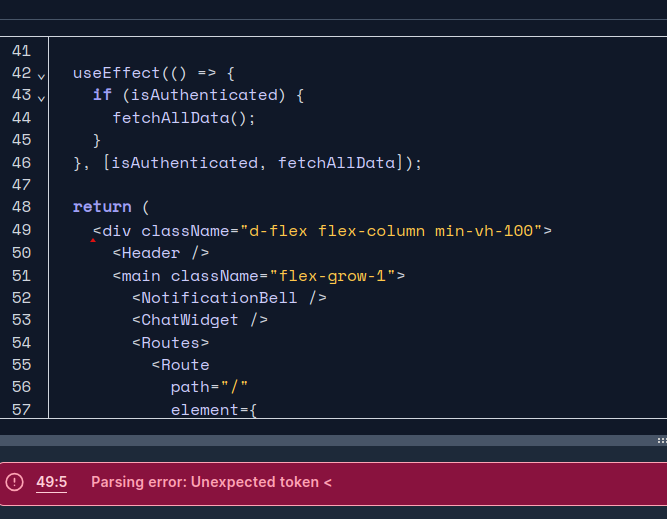 41
42 useEffect(() => {
43 if (isAuthenticated) {
44 fetchAllData();
45 }
46 }, [isAuthenticated, fetchAllData]);
47
48 return (
49 <div className="d-flex flex-column min-vh-100">
50 <Header />
51 <main className="flex-grow-1">
52 <NotificationBell />
53 <ChatWidget />
54 <Routes>
55 <Route
56 path="/"
57 element={
49:5 Parsing error: Unexpected token <